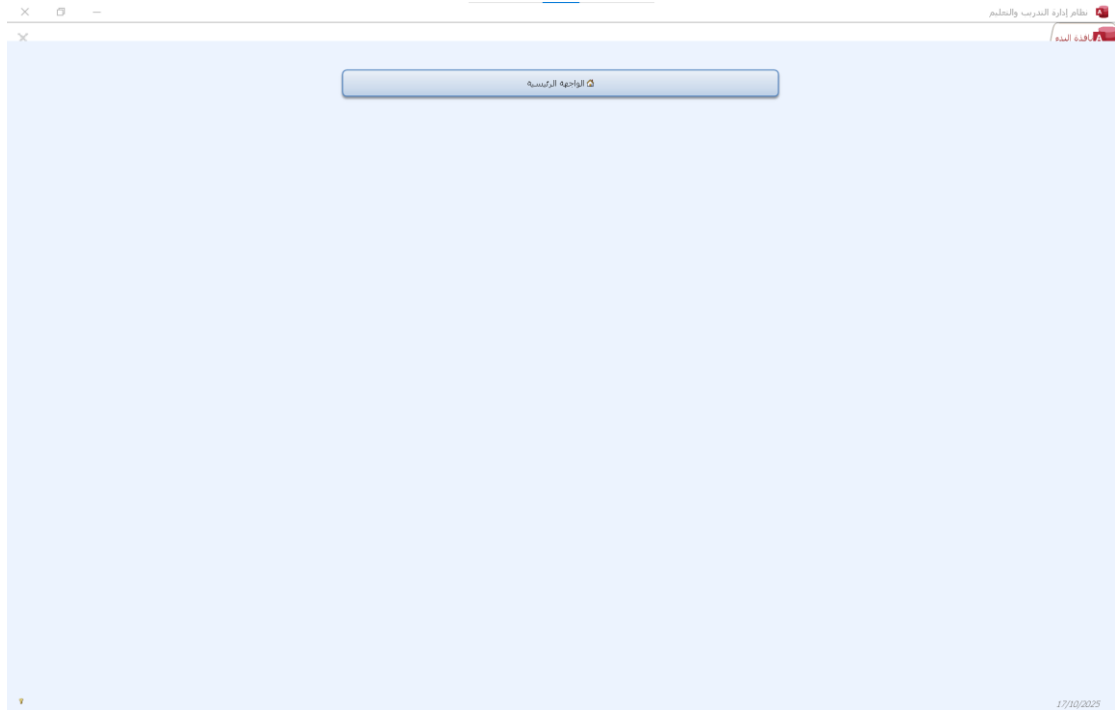 نظام إدارة التدريب والتعليم
نافذة البدء
الواجهة الرئيسية
17/10/2025